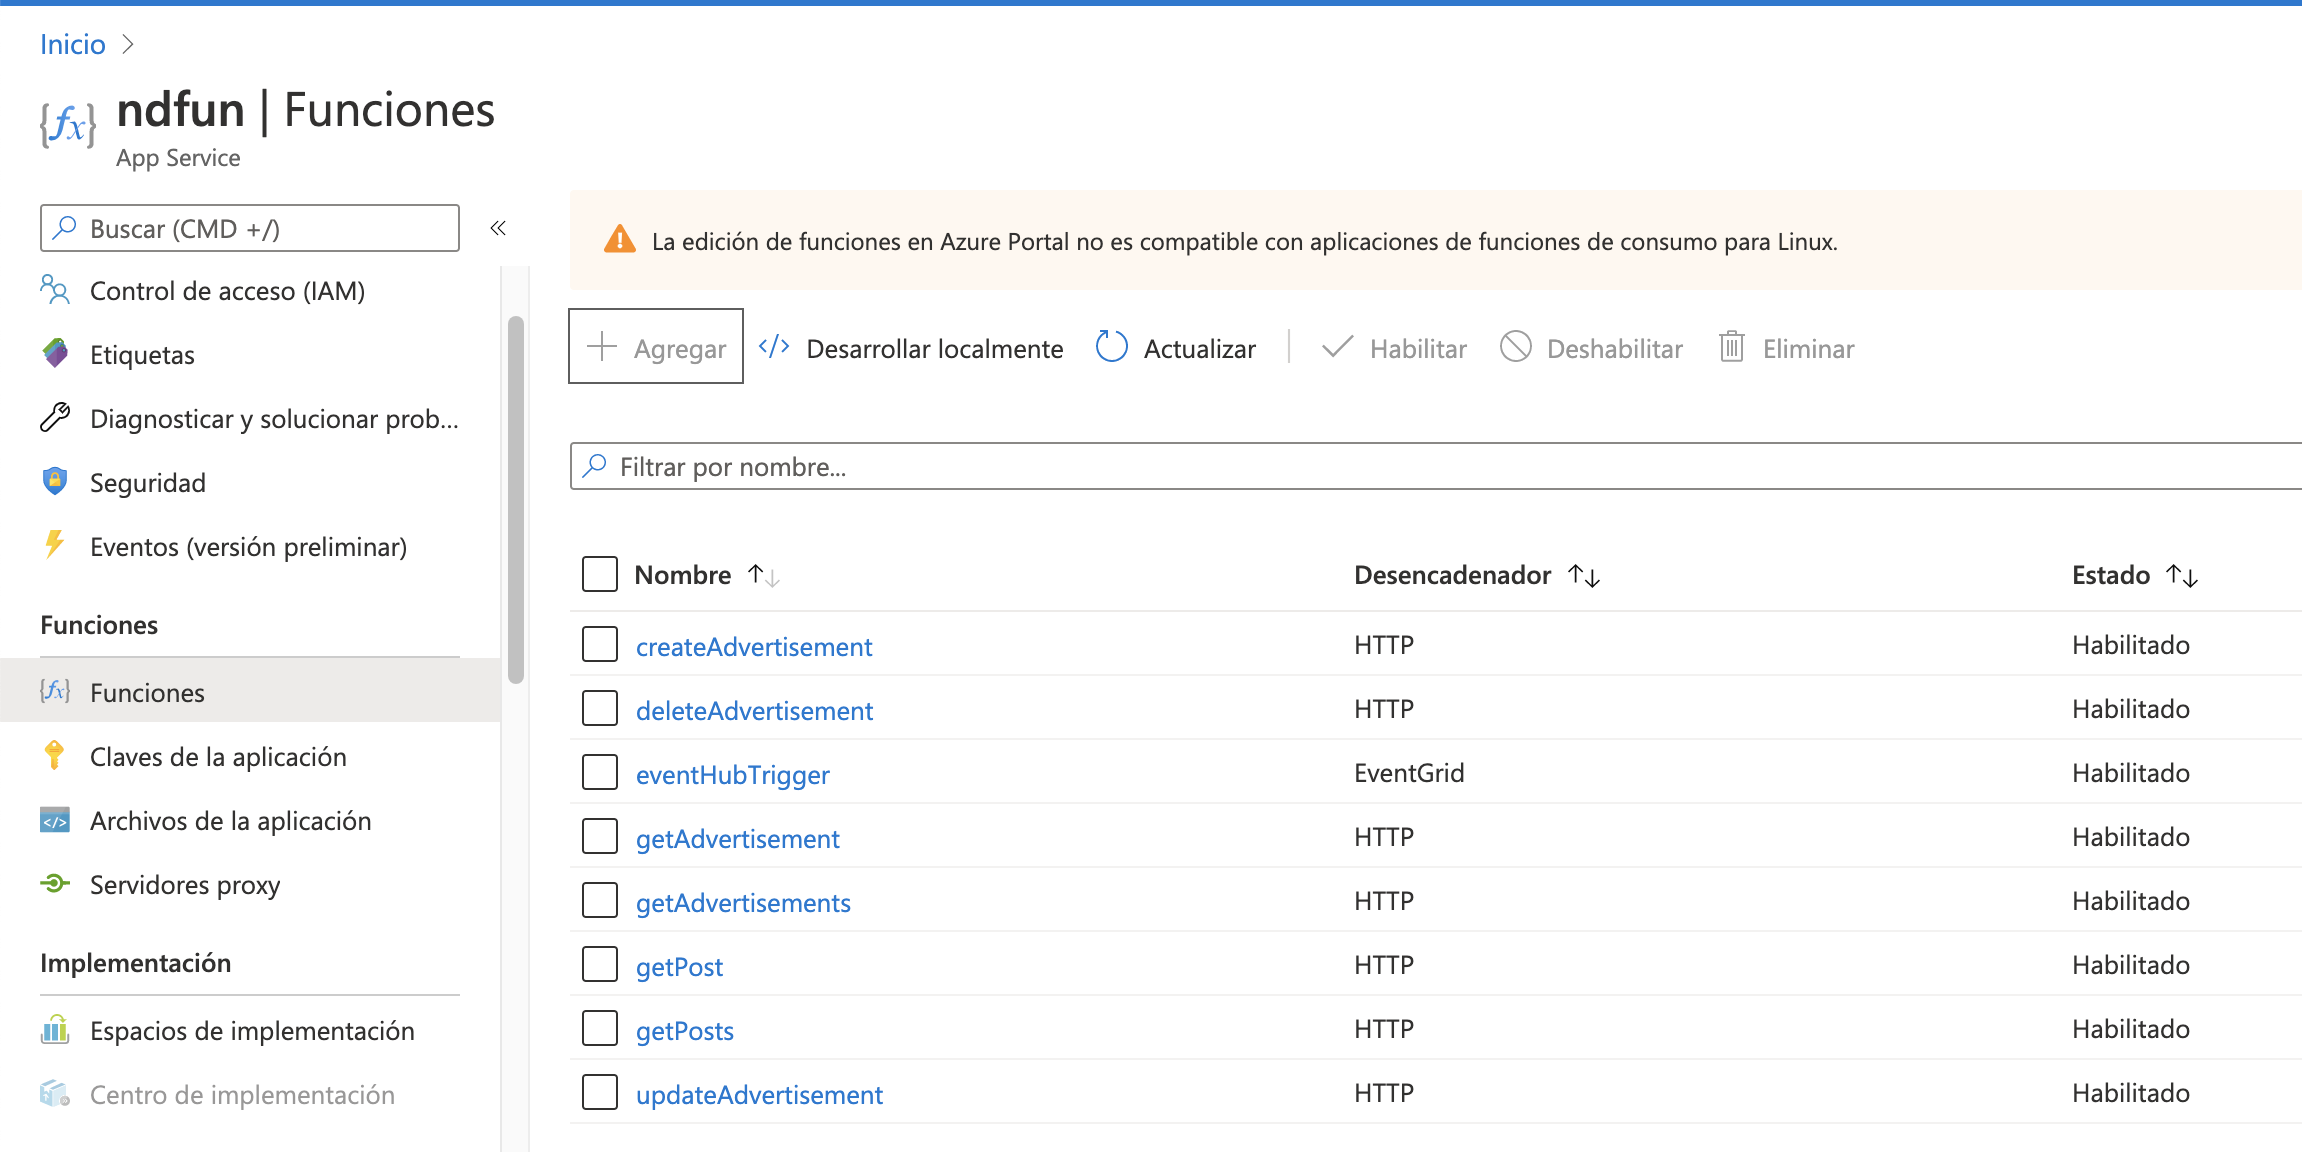 Inicio
ndfun | Funciones
App Service
Buscar (CMD +/)
Control de acceso (IAM)
Etiquetas
Diagnosticar y solucionar prob...
Seguridad
Eventos (versión preliminar)
Funciones
Funciones
Claves de la aplicación
Archivos de la aplicación
Servidores proxy
Implementación
Espacios de implementación
Centro de implementación
La edición de funciones en Azure Portal no es compatible con aplicaciones de funciones de consumo para Linux.
Agregar Desarrollar localmente Actualizar Habilitar Deshabilitar Eliminar
Filtrar por nombre...
Nombre Desencadenador Estado
createAdvertisement HTTP Habilitado
deleteAdvertisement HTTP Habilitado
eventHubTrigger EventGrid Habilitado
getAdvertisement HTTP Habilitado
getAdvertisements HTTP Habilitado
getPost HTTP Habilitado
getPosts HTTP Habilitado
updateAdvertisement HTTP Habilitado